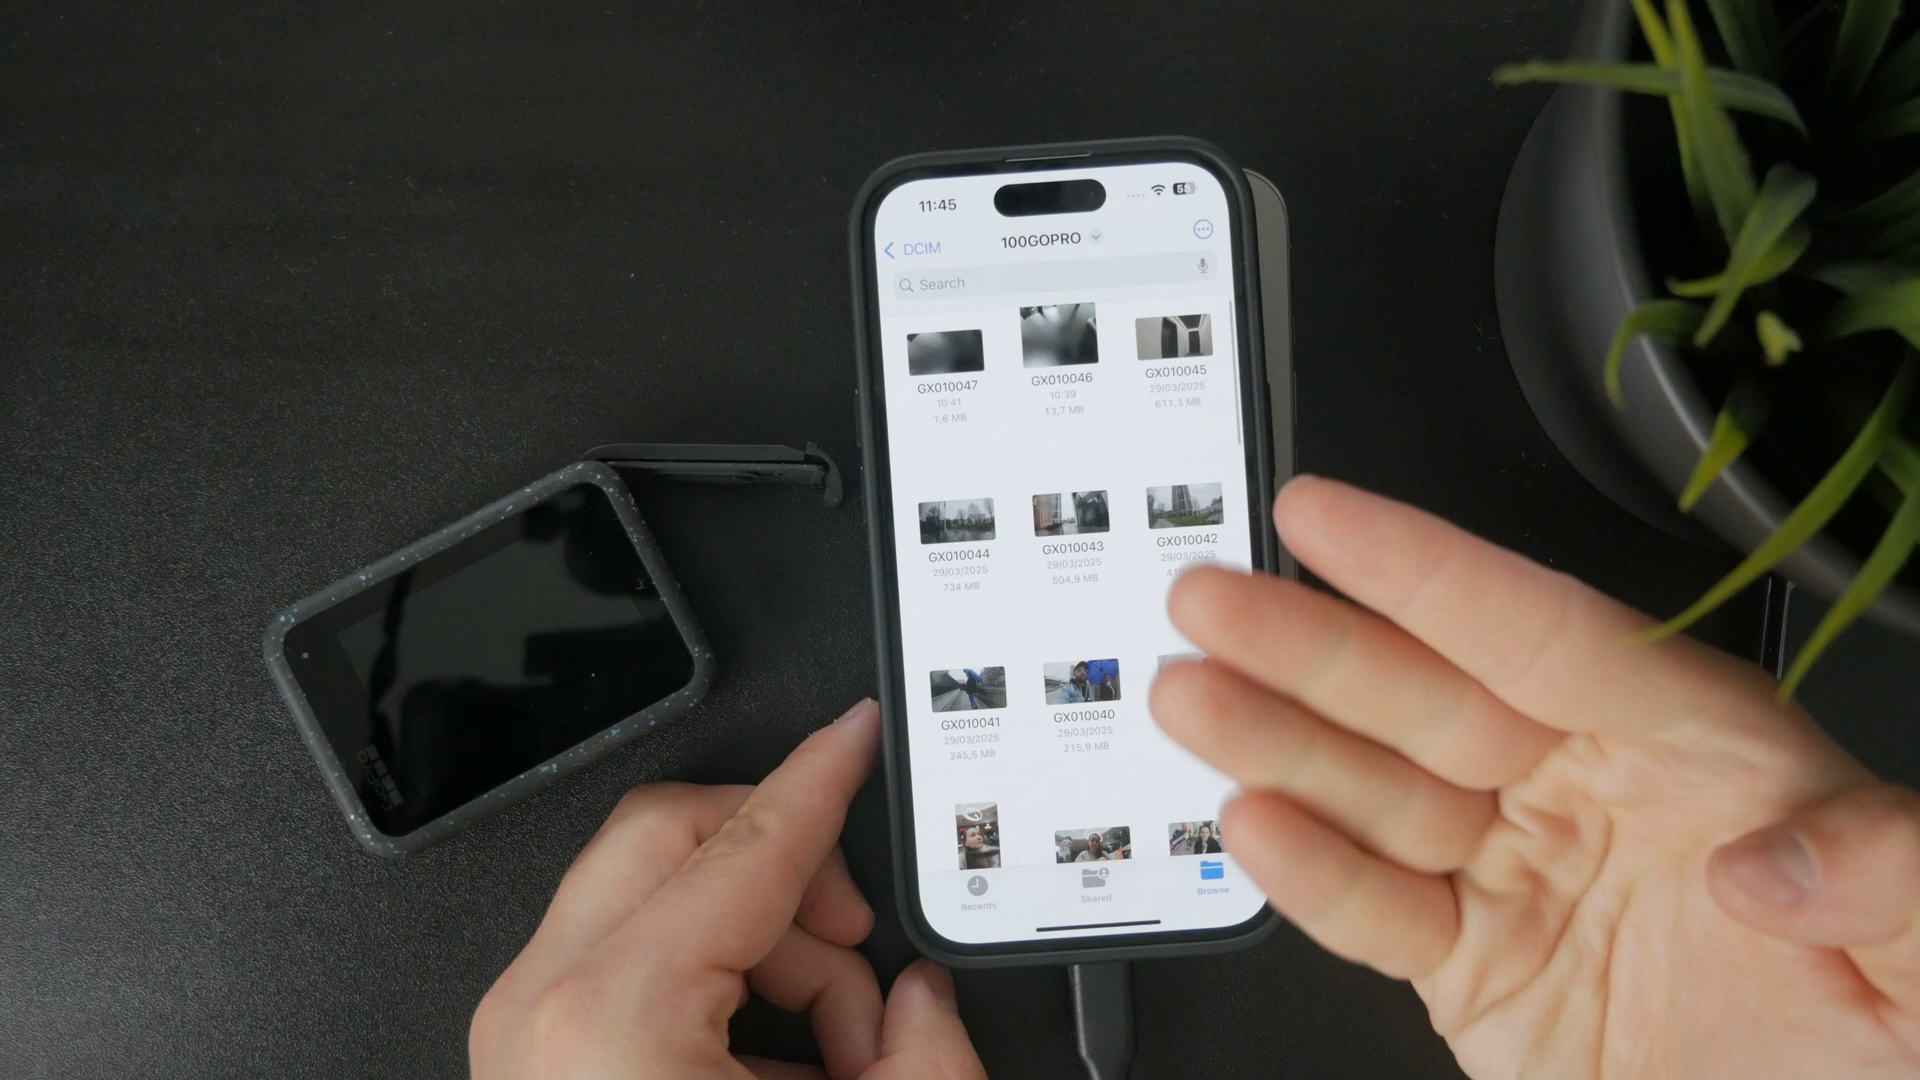 11:45
68
DCIM
100GOPRO
Search
GX010047
10:41
1,6 MB
GX010046
10:39
13,7 MB
GX010045
29/03/2025
611,3 MB
GX010044
29/03/2025
734 MB
GX010043
29/03/2025
504,9 MB
GX010042
29/03/2025
GX010041
29/03/2025
245,5 MB
GX010040
29/03/2025
215,9 MB
Recents
Shared
Browse
GoPro